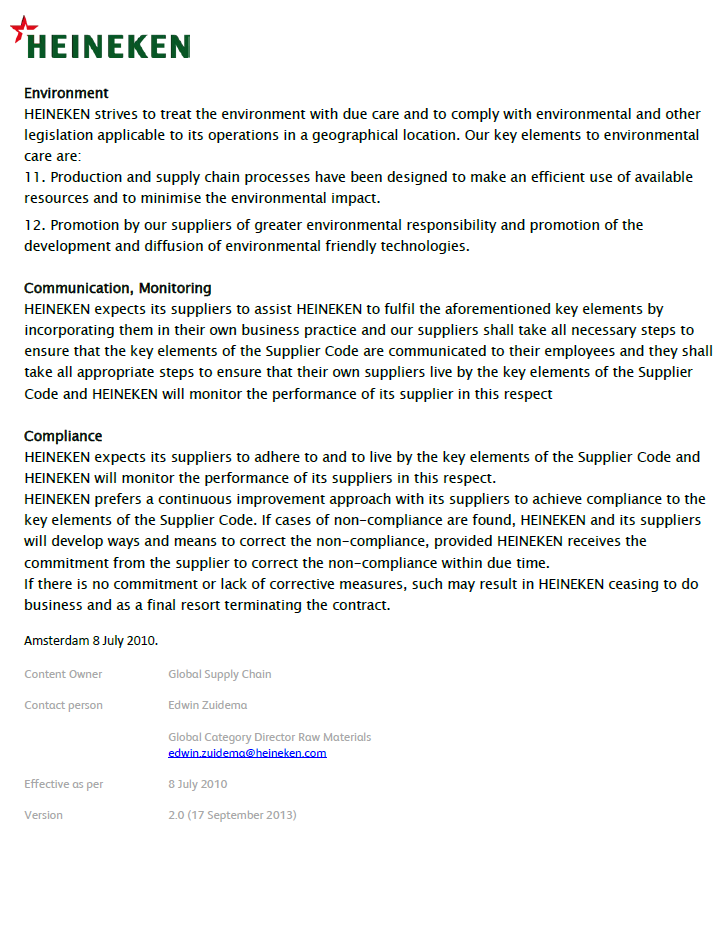 HEINEKEN
Environment
HEINEKEN strives to treat the environment with due care and to comply with environmental and other
legislation applicable to its operations in a geographical location. Our key elements to environmental
care are:
11. Production and supply chain processes have been designed to make an efficient use of available
resources and to minimise the environmental impact.
12. Promotion by our suppliers of greater environmental responsibility and promotion of the
development and diffusion of environmental friendly technologies.
Communication, Monitoring
HEINEKEN expects its suppliers to assist HEINEKEN to fulfil the aforementioned key elements by
incorporating them in their own business practice and our suppliers shall take all necessary steps to
ensure that the key elements of the Supplier Code are communicated to their employees and they shall
take all appropriate steps to ensure that their own suppliers live by the key elements of the Supplier
Code and HEINEKEN will monitor the performance of its supplier in this respect
Compliance
HEINEKEN expects its suppliers to adhere to and to live by the key elements of the Supplier Code and
HEINEKEN will monitor the performance of its suppliers in this respect.
HEINEKEN prefers a continuous improvement approach with its suppliers to achieve compliance to the
key elements of the Supplier Code. If cases of non-compliance are found, HEINEKEN and its suppliers
will develop ways and means to correct the non-compliance, provided HEINEKEN receives the
commitment from the supplier to correct the non-compliance within due time.
If there is no commitment or lack of corrective measures, such may result in HEINEKEN ceasing to do
business and as a final resort terminating the contract.
Amsterdam 8 July 2010.
Content Owner Global Supply Chain
Contact person Edwin Zuidema
Global Category Director Raw Materials
edwin.zuidema@heineken.com
Effective as per 8 July 2010
Version 2.0 (17 September 2013)